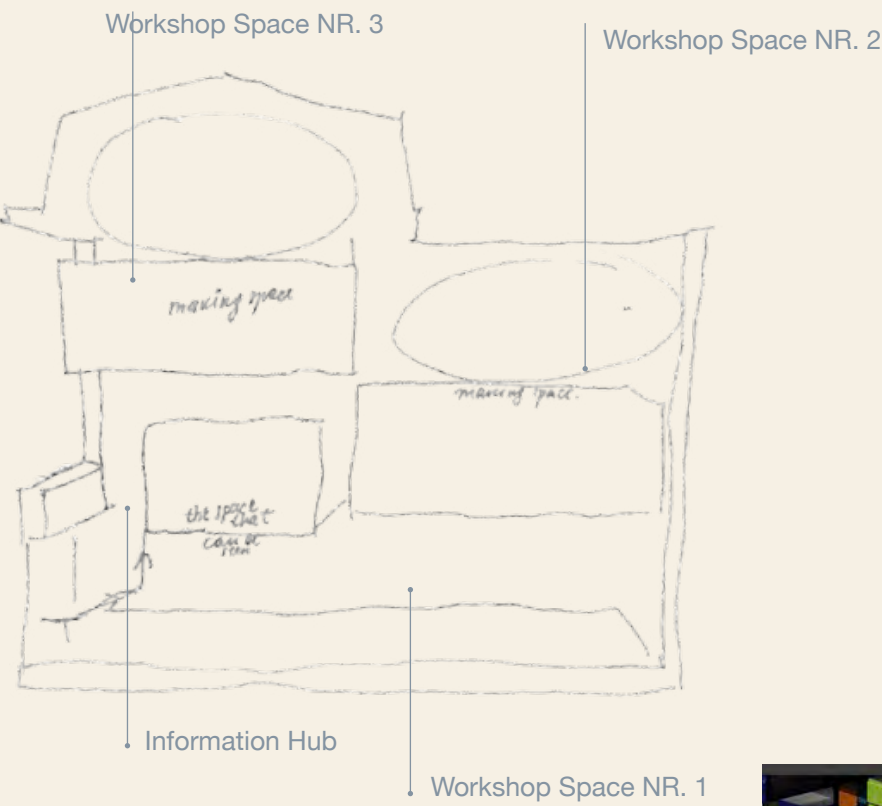 Workshop Space NR. 3
Workshop Space NR. 2
making space
making space.
the space
that
can be
seen
Information Hub
Workshop Space NR. 1